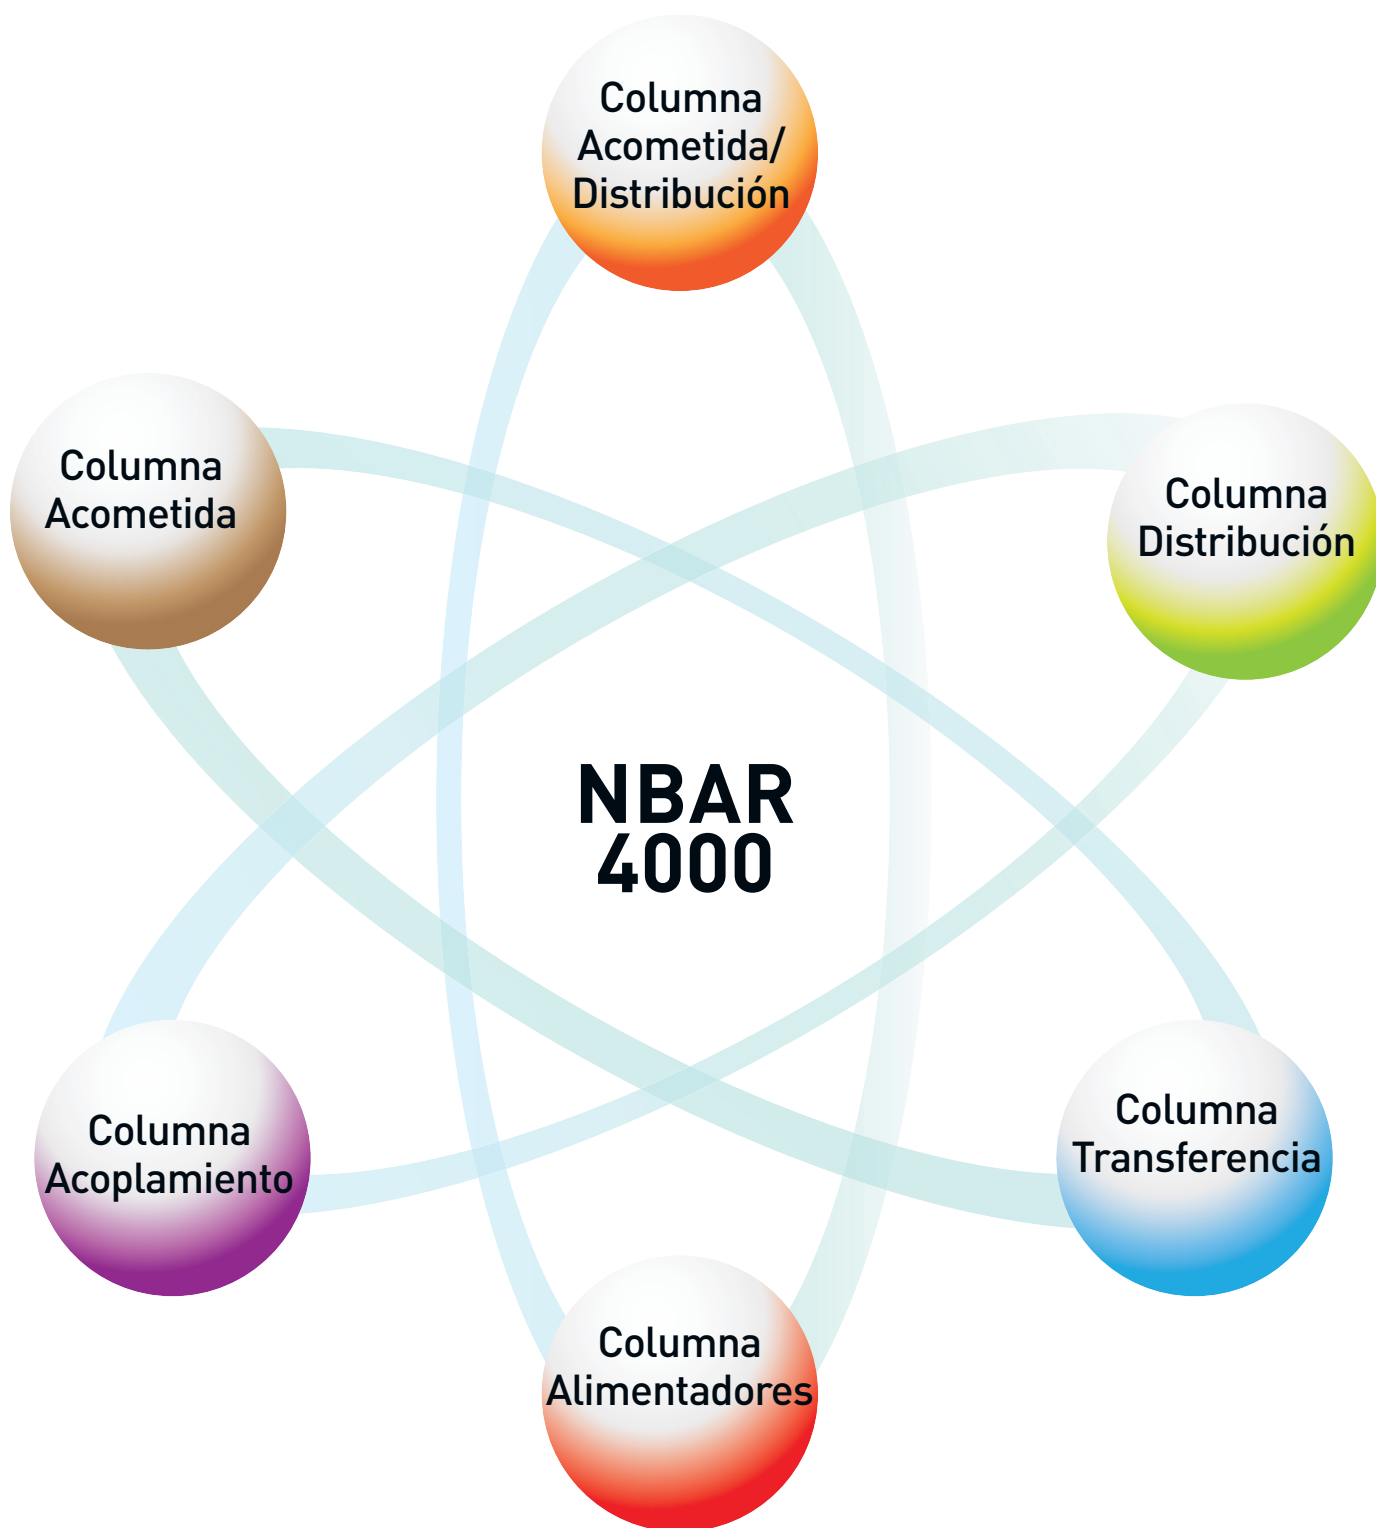 Columna
Acometida/
Distribución
Columna
Acometida
Columna
Distribución
NBAR
4000
Columna
Acoplamiento
Columna
Transferencia
Columna
Alimentadores